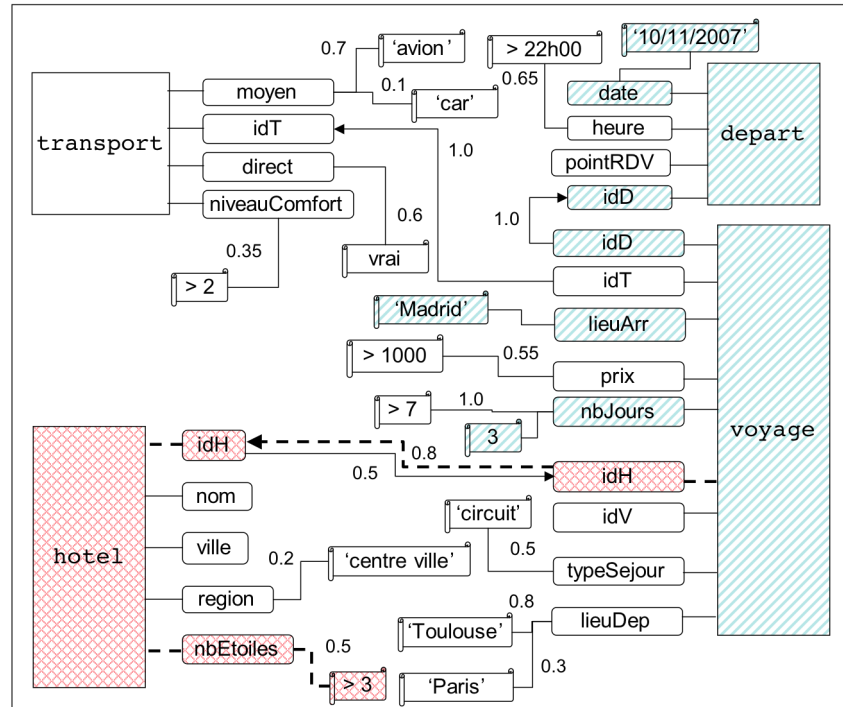 0.7
‘avion’
> 22h00
‘10/11/2007’
0.65
moyen
0.1
‘car’
date
transport
idT
heure
depart
1.0
direct
pointRDV
niveauComfort
idD
0.6
1.0
0.35
vrai
idD
> 2
idT
‘Madrid’
lieuArr
> 1000
0.55
prix
> 7
1.0
nbJours
3
voyage
idH
0.8
0.5
idH
nom
‘circuit’
idV
hotel
ville
0.2
0.5
typeSejour
‘centre ville’
region
0.8
lieuDep
‘Toulouse’
nbEtoiles
0.5
0.3
> 3
‘Paris’